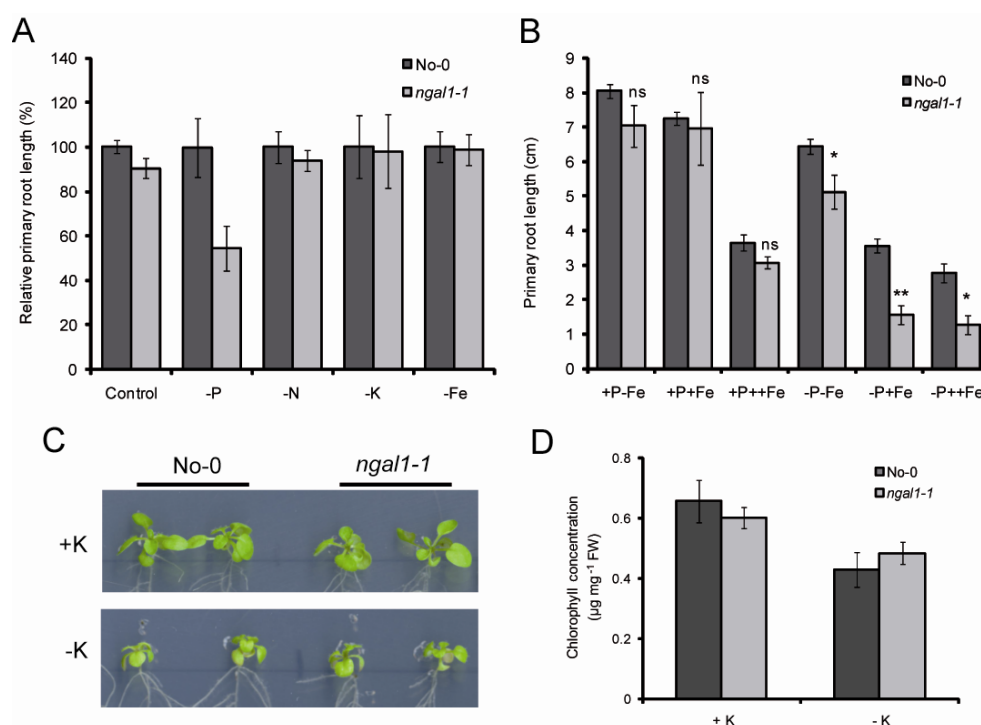 A
Relative primary root length (%)
140
120
100
80
60
40
20
0
No-0
ngal1-1
Control -P -N -K -Fe
B
Primary root length (cm)
9
8
7
6
5
4
3
2
1
0
No-0
ngal1-1
ns ns ns * ** *
+P-Fe +P+Fe +P++Fe -P-Fe -P+Fe -P++Fe
C
No-0 ngal1-1
+K
-K
D
Chlorophyll concentration
(µg mg⁻¹ FW)
0.8
0.6
0.4
0.2
0
No-0
ngal1-1
+ K - K